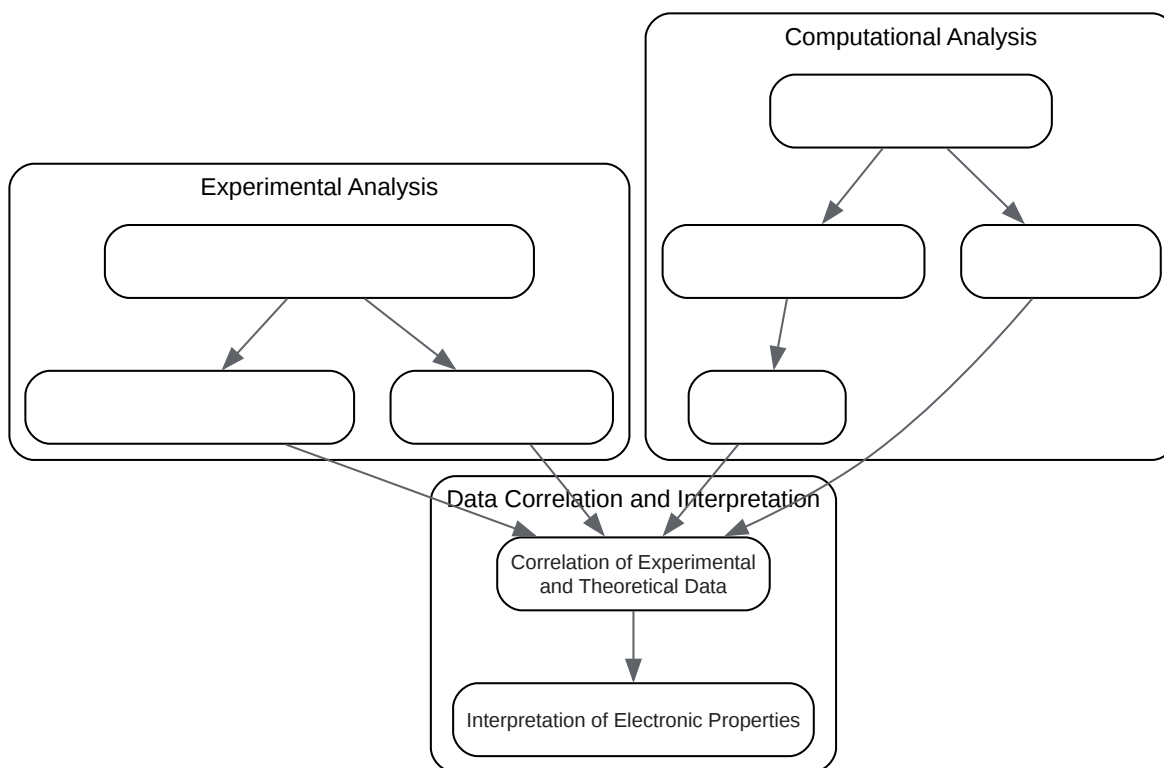 Computational Analysis
Experimental Analysis
Data Correlation and Interpretation
Correlation of Experimental
and Theoretical Data
Interpretation of Electronic Properties